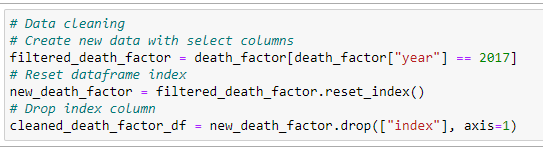 # Data cleaning
# Create new data with select columns
filtered_death_factor = death_factor[death_factor["year"] == 2017]
# Reset dataframe index
new_death_factor = filtered_death_factor.reset_index()
# Drop index column
cleaned_death_factor_df = new_death_factor.drop(["index"], axis=1)